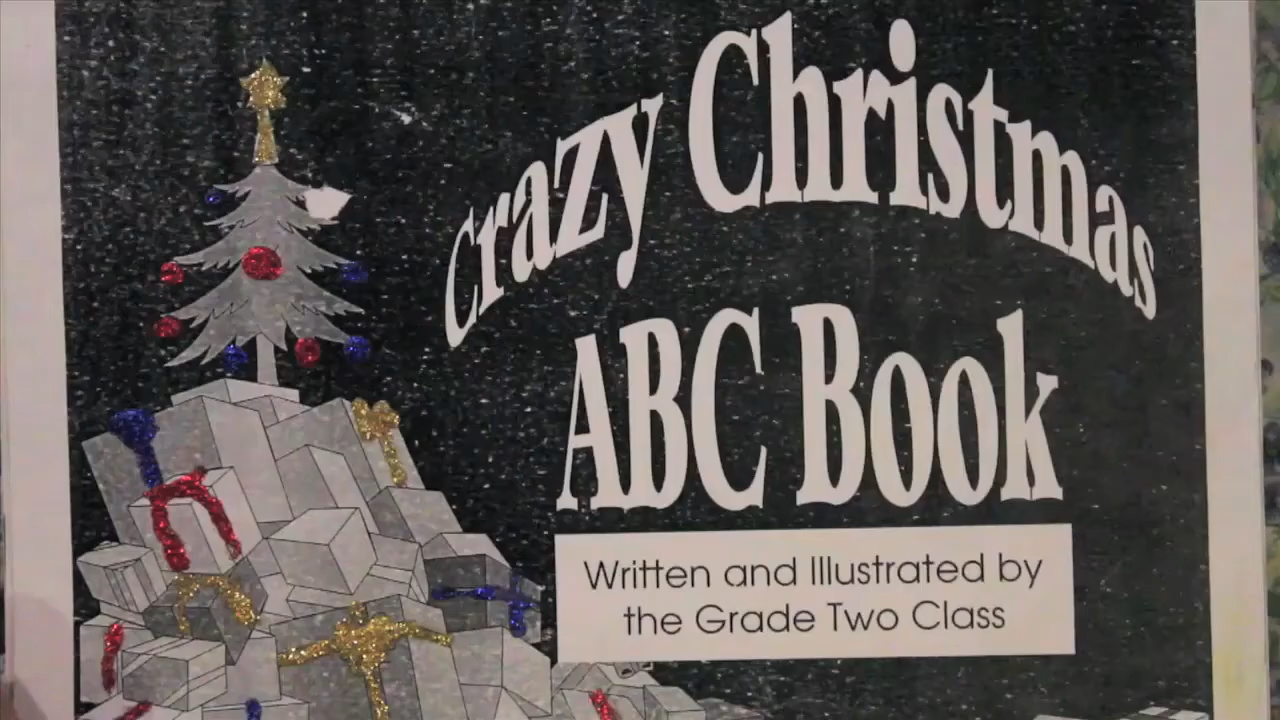 Crazy Christmas
ABC Book
Written and Illustrated by
the Grade Two Class